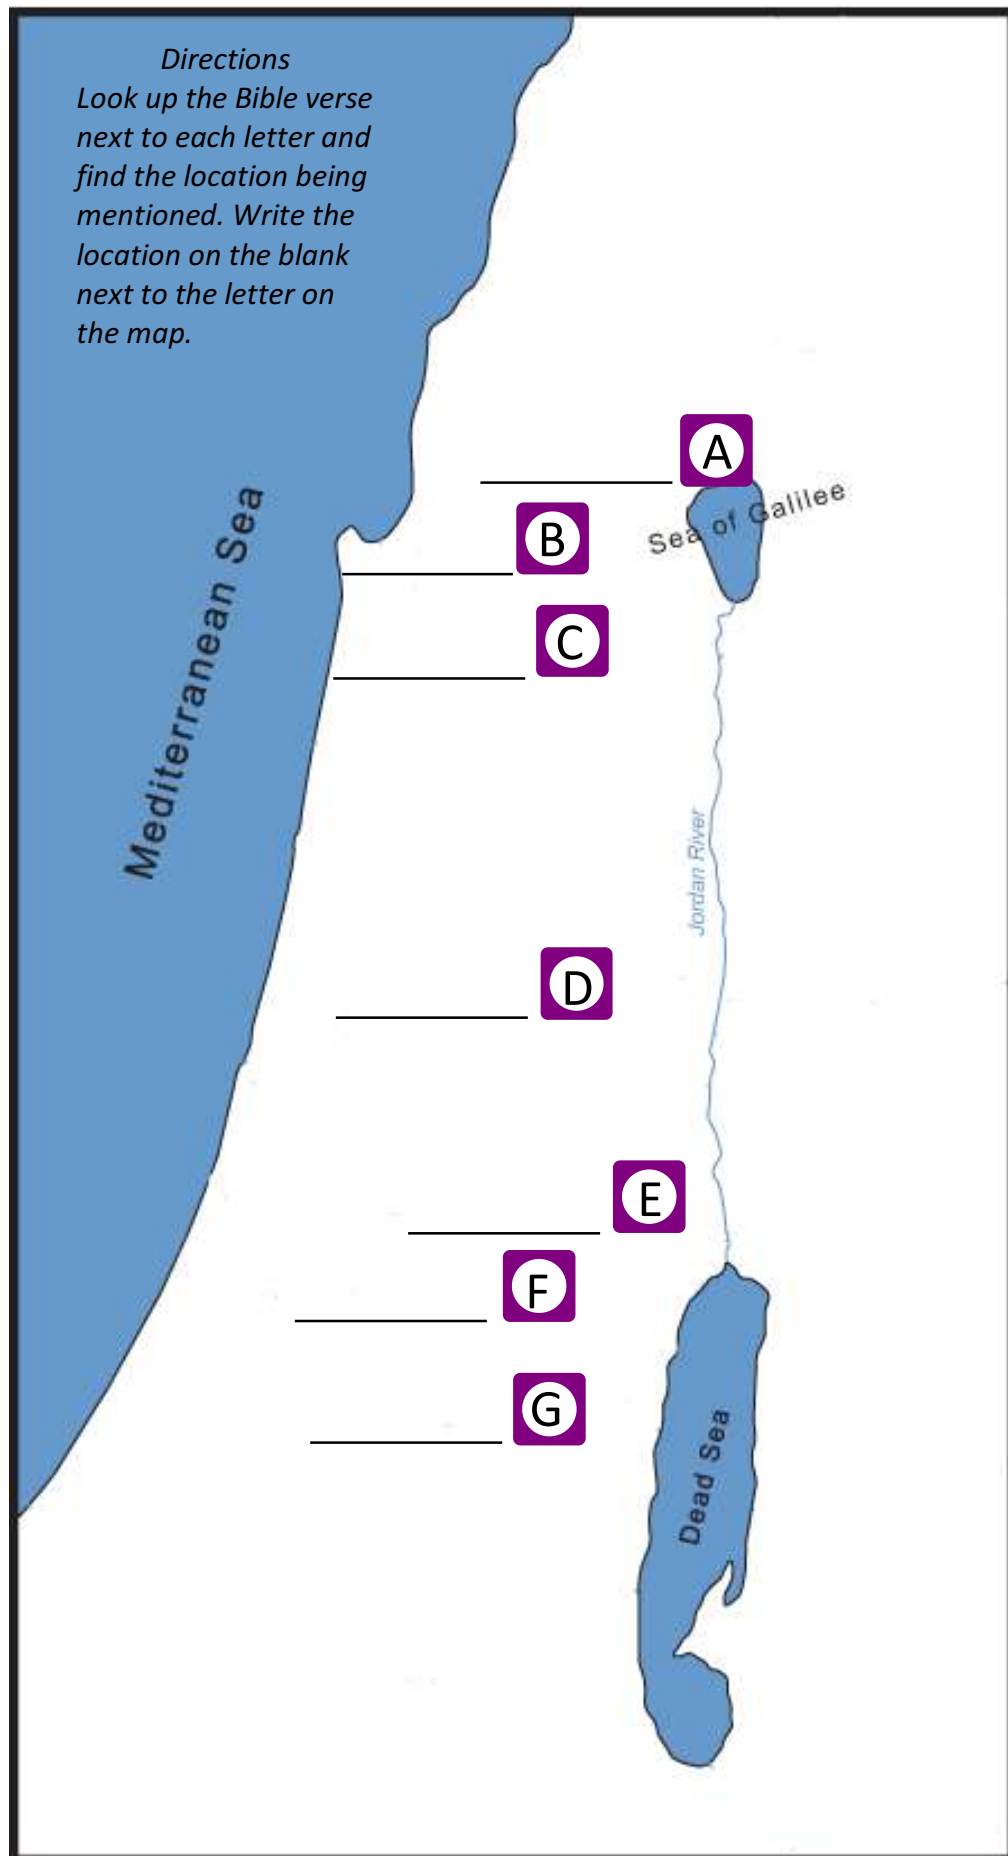 Directions
Look up the Bible verse
next to each letter and
find the location being
mentioned. Write the
location on the blank
next to the letter on
the map.
A
Sea of Galilee
B
Mediterranean Sea
C
Jordan River
D
E
F
G
Dead Sea